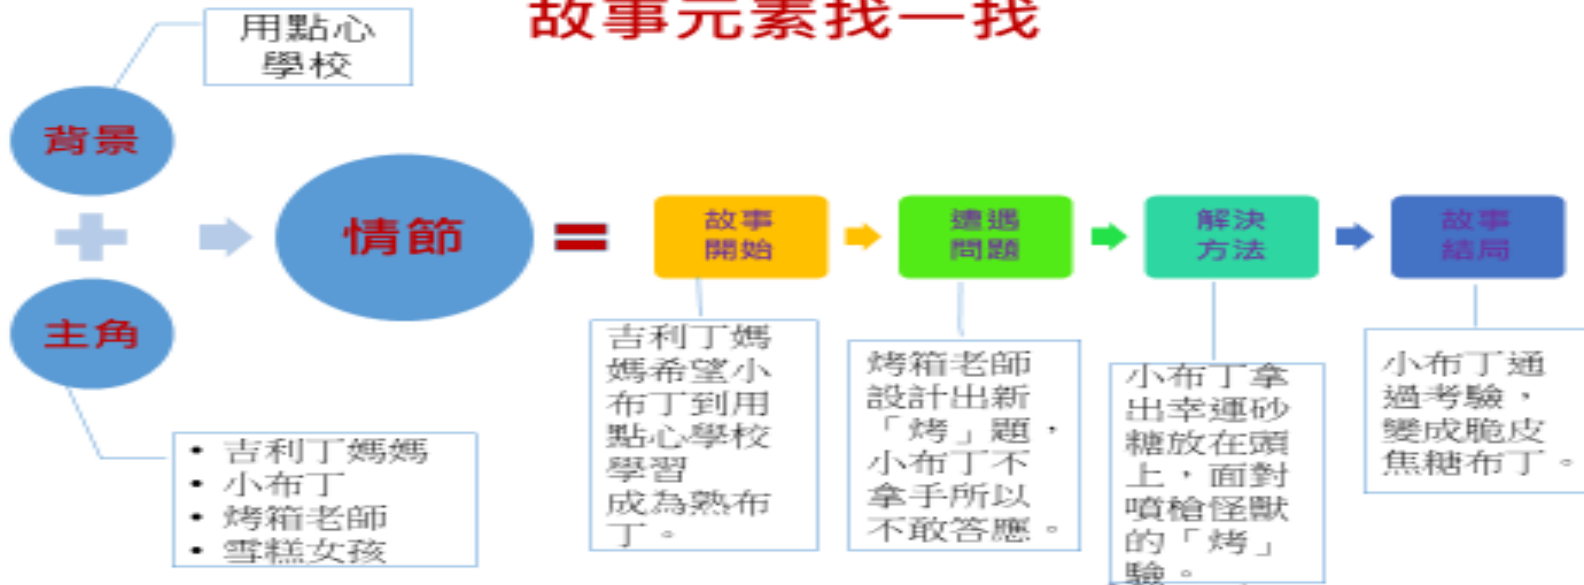 故事元素找一找
用點心
學校
背景
主角
情節
故事
開始
遭遇
問題
解決
方法
故事
結局
• 吉利丁媽媽
• 小布丁
• 烤箱老師
• 雪糕女孩
吉利丁媽
媽希望小
布丁到用
點心學校
學習
成為熟布
丁。
烤箱老師
設計出新
「烤」題，
小布丁不
拿手所以
不敢答應。
小布丁拿
出幸運砂
糖放在頭
上，面對
噴槍怪獸
的「烤」
驗。
小布丁通
過考驗，
變成脆皮
焦糖布丁。